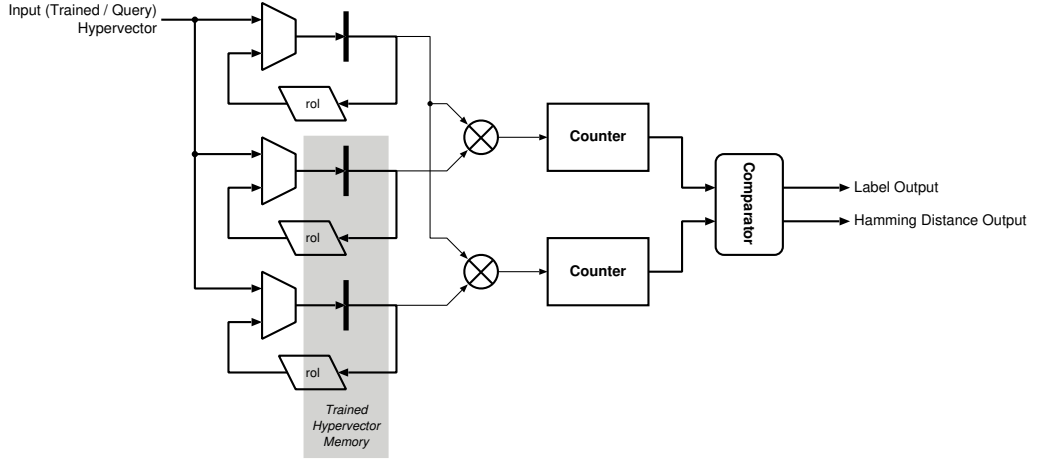 Input (Trained / Query)
Hypervector
rol
rol
rol
Trained
Hypervector
Memory
Counter
Counter
Comparator
Label Output
Hamming Distance Output